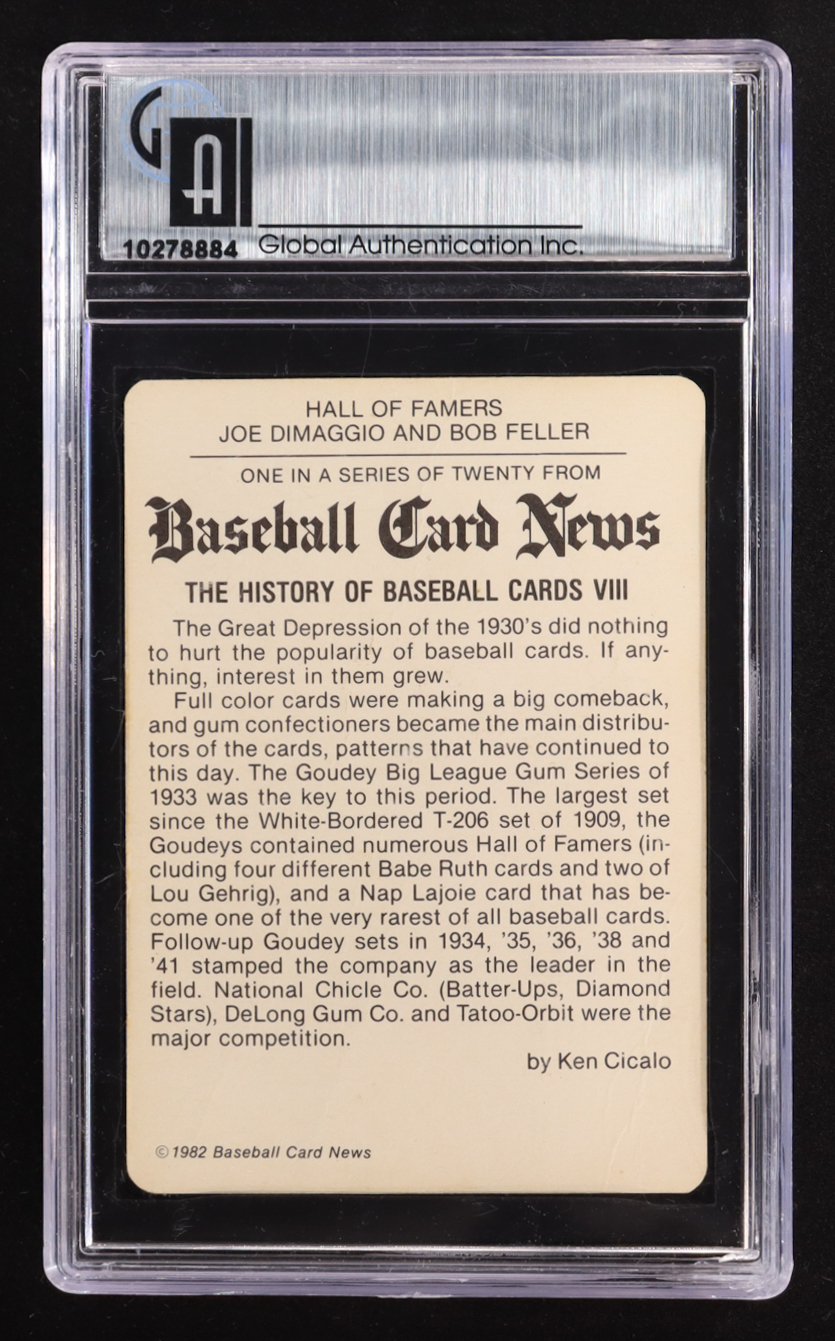 G
A
10278884 Global Authentication Inc.
HALL OF FAMERS
JOE DIMAGGIO AND BOB FELLER
ONE IN A SERIES OF TWENTY FROM
Baseball Card News
THE HISTORY OF BASEBALL CARDS VIII
The Great Depression of the 1930's did nothing
to hurt the popularity of baseball cards. If any-
thing, interest in them grew.
Full color cards were making a big comeback,
and gum confectioners became the main distribu-
tors of the cards, patterns that have continued to
this day. The Goudey Big League Gum Series of
1933 was the key to this period. The largest set
since the White-Bordered T-206 set of 1909, the
Goudeys contained numerous Hall of Famers (in-
cluding four different Babe Ruth cards and two of
Lou Gehrig), and a Nap Lajoie card that has be-
come one of the very rarest of all baseball cards.
Follow-up Goudey sets in 1934, '35, '36, '38 and
'41 stamped the company as the leader in the
field. National Chicle Co. (Batter-Ups, Diamond
Stars), DeLong Gum Co. and Tatoo-Orbit were the
major competition.
by Ken Cicalo
©1982 Baseball Card News